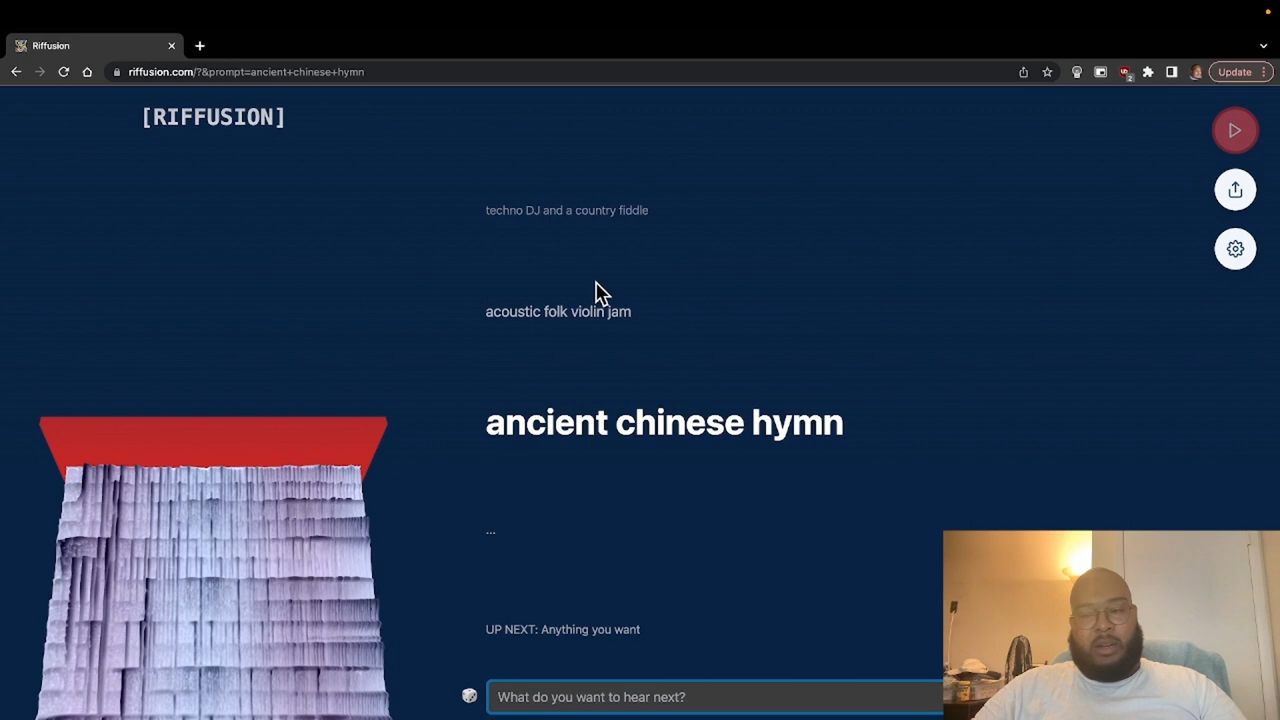 Riffusion
riffusion.com/?&prompt=ancient+chinese+hymn
Update
2
[RIFFUSION]
techno DJ and a country fiddle
acoustic folk violin jam
ancient chinese hymn
...
UP NEXT: Anything you want
What do you want to hear next?